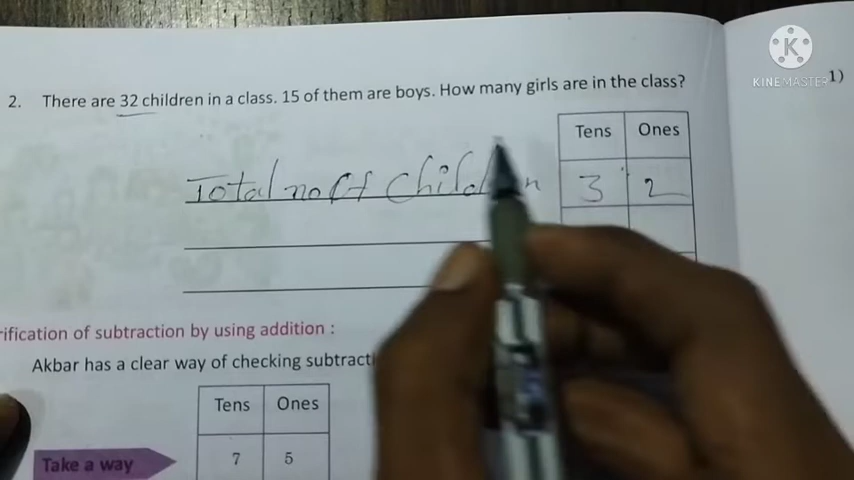 KINEMASTER
1)
2. There are 32 children in a class. 15 of them are boys. How many girls are in the class?
Tens Ones
Total no of Children 3 2
rification of subtraction by using addition :
Akbar has a clear way of checking subtracti
Tens Ones
Take a way 7 5